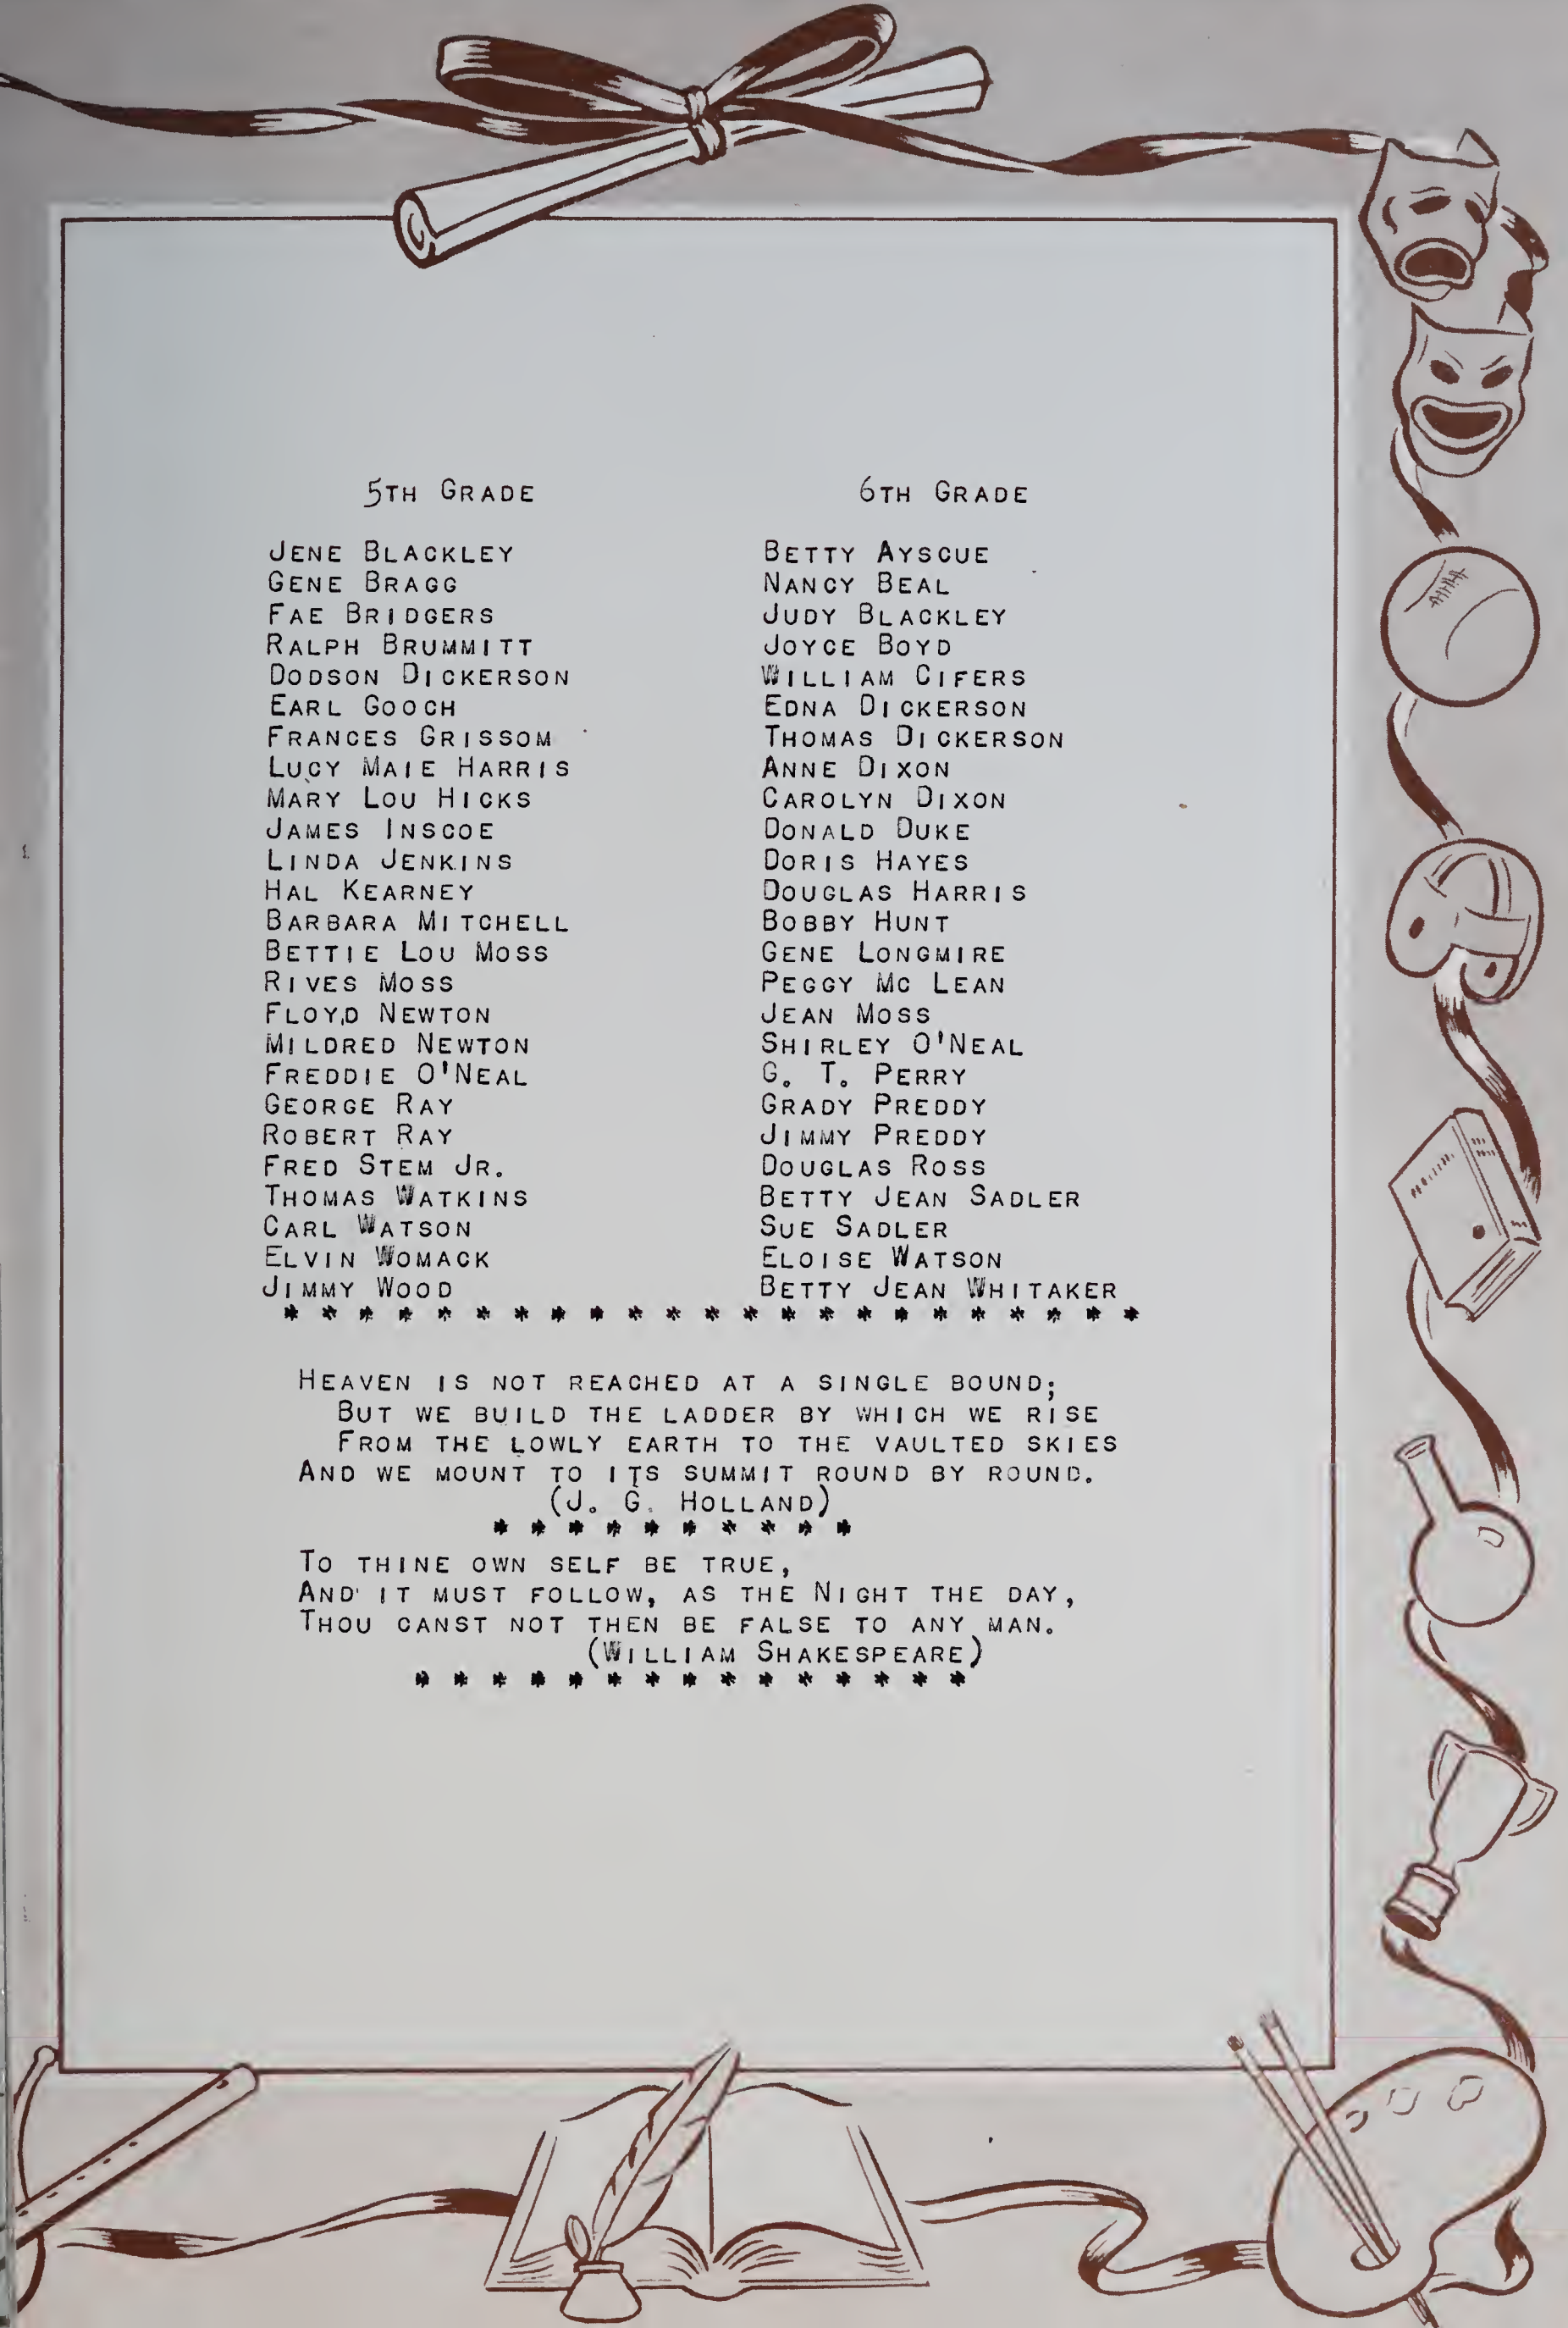 5TH GRADE
JENE BLACKLEY
GENE BRAGG
FAE BRIDGERS
RALPH BRUMMITT
DODSON DICKERSON
EARL GOOCH
FRANCES GRISSOM
LUCY MAIE HARRIS
MARY LOU HICKS
JAMES INSCOE
LINDA JENKINS
HAL KEARNEY
BARBARA MITCHELL
BETTIE LOU MOSS
RIVES MOSS
FLOYD NEWTON
MILDRED NEWTON
FREDDIE O'NEAL
GEORGE RAY
ROBERT RAY
FRED STEM JR.
THOMAS WATKINS
CARL WATSON
ELVIN WOMACK
JIMMY WOOD
6TH GRADE
BETTY AYSCUE
NANCY BEAL
JUDY BLACKLEY
JOYCE BOYD
WILLIAM CIFERS
EDNA DICKERSON
THOMAS DICKERSON
ANNE DIXON
CAROLYN DIXON
DONALD DUKE
DORIS HAYES
DOUGLAS HARRIS
BOBBY HUNT
GENE LONGMIRE
PEGGY MC LEAN
JEAN MOSS
SHIRLEY O'NEAL
G. T. PERRY
GRADY PREDDY
JIMMY PREDDY
DOUGLAS ROSS
BETTY JEAN SADLER
SUE SADLER
ELOISE WATSON
BETTY JEAN WHITAKER
* * * * * * * * * * * * * * * * * * * * * * *
HEAVEN IS NOT REACHED AT A SINGLE BOUND;
BUT WE BUILD THE LADDER BY WHICH WE RISE
FROM THE LOWLY EARTH TO THE VAULTED SKIES
AND WE MOUNT TO ITS SUMMIT ROUND BY ROUND.
(J. G. HOLLAND)
* * * * * * * * * *
TO THINE OWN SELF BE TRUE,
AND IT MUST FOLLOW, AS THE NIGHT THE DAY,
THOU CANST NOT THEN BE FALSE TO ANY MAN.
(WILLIAM SHAKESPEARE)
* * * * * * * * * * * * * * *